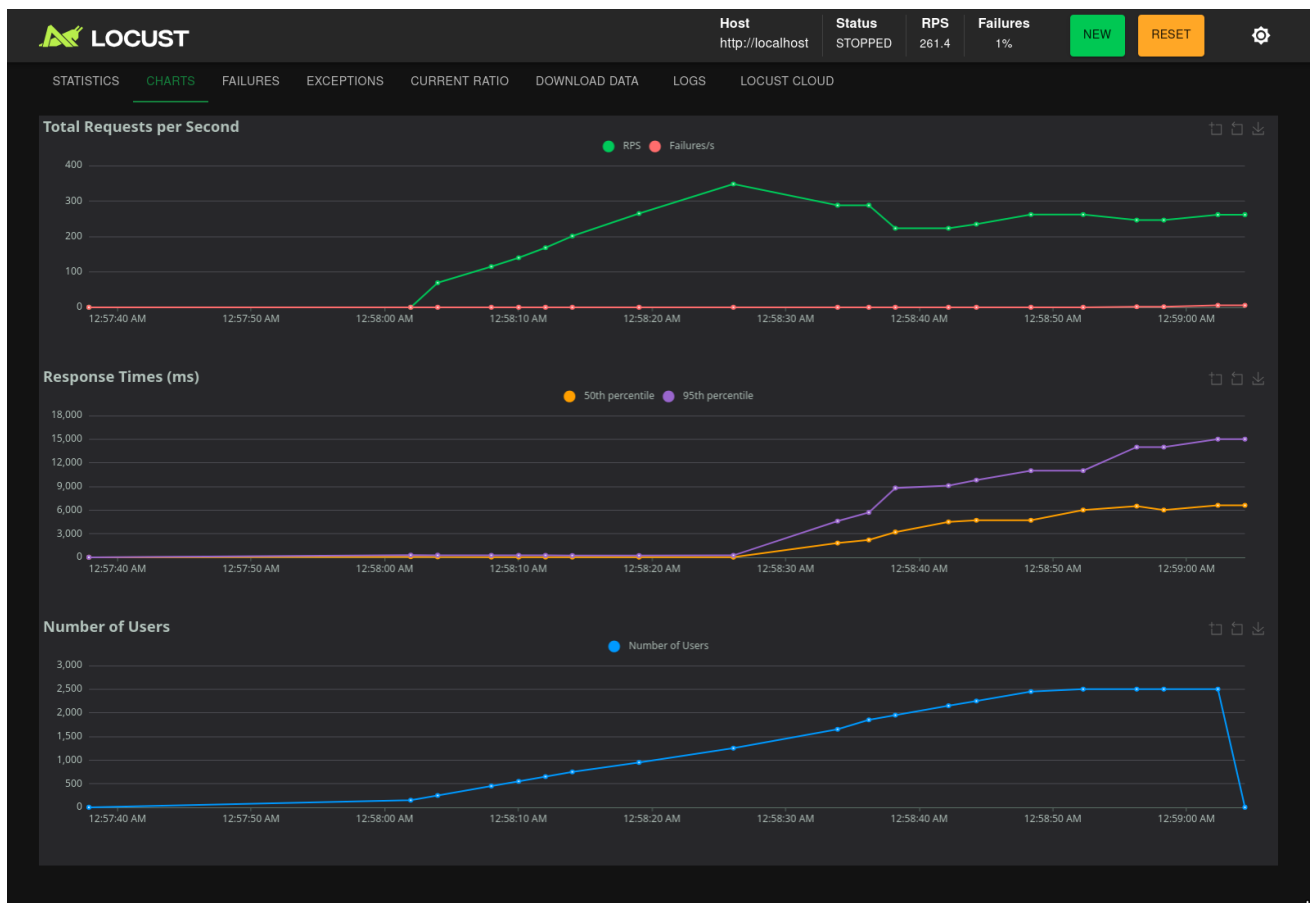 LOCUST
Host
http://localhost
Status
STOPPED
RPS
261.4
Failures
1%
NEW
RESET
STATISTICS CHARTS FAILURES EXCEPTIONS CURRENT RATIO DOWNLOAD DATA LOGS LOCUST CLOUD
Total Requests per Second
RPS Failures/s
400
300
200
100
0
12:57:40 AM 12:57:50 AM 12:58:00 AM 12:58:10 AM 12:58:20 AM 12:58:30 AM 12:58:40 AM 12:58:50 AM 12:59:00 AM
Response Times (ms)
50th percentile 95th percentile
18,000
15,000
12,000
9,000
6,000
3,000
0
12:57:40 AM 12:57:50 AM 12:58:00 AM 12:58:10 AM 12:58:20 AM 12:58:30 AM 12:58:40 AM 12:58:50 AM 12:59:00 AM
Number of Users
Number of Users
3,000
2,500
2,000
1,500
1,000
500
0
12:57:40 AM 12:57:50 AM 12:58:00 AM 12:58:10 AM 12:58:20 AM 12:58:30 AM 12:58:40 AM 12:58:50 AM 12:59:00 AM